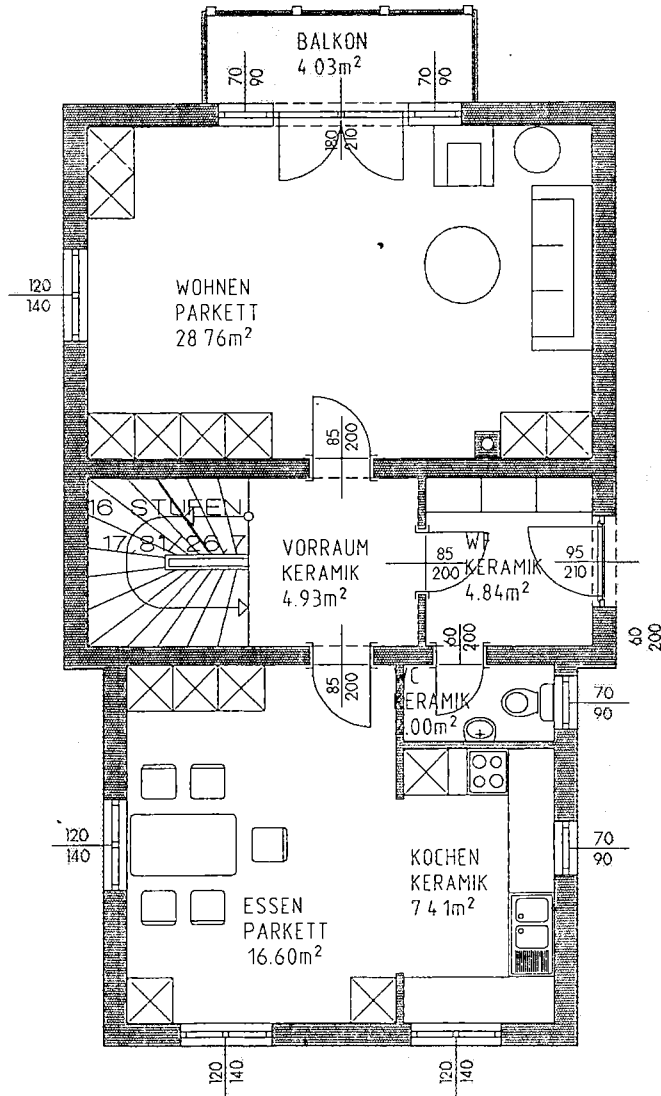 BALKON
4.03m²
70
90
70
90
180
210
WOHNEN
PARKETT
28.76m²
120
140
85
200
16 STUFEN
17.81/26.7
VORRAUM
KERAMIK
4.93m²
85
200
KERAMIK
4.84m²
95
210
60
200
60
200
85
200
70
90
120
140
KOCHEN
KERAMIK
7.41m²
70
90
ESSEN
PARKETT
16.60m²
120
140
120
140